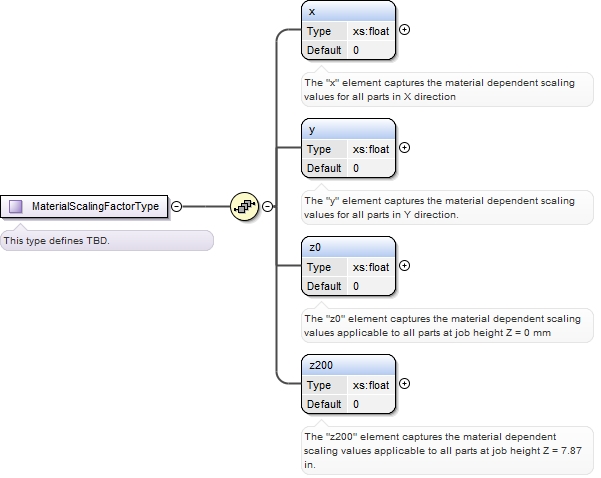 x
Type xs:float
Default 0
The "x" element captures the material dependent scaling
values for all parts in X direction
y
Type xs:float
Default 0
The "y" element captures the material dependent scaling
values for all parts in Y direction.
MaterialScalingFactorType
This type defines TBD.
z0
Type xs:float
Default 0
The "z0" element captures the material dependent scaling
values applicable to all parts at job height Z = 0 mm
z200
Type xs:float
Default 0
The "z200" element captures the material dependent
scaling values applicable to all parts at job height Z = 7.87
in.